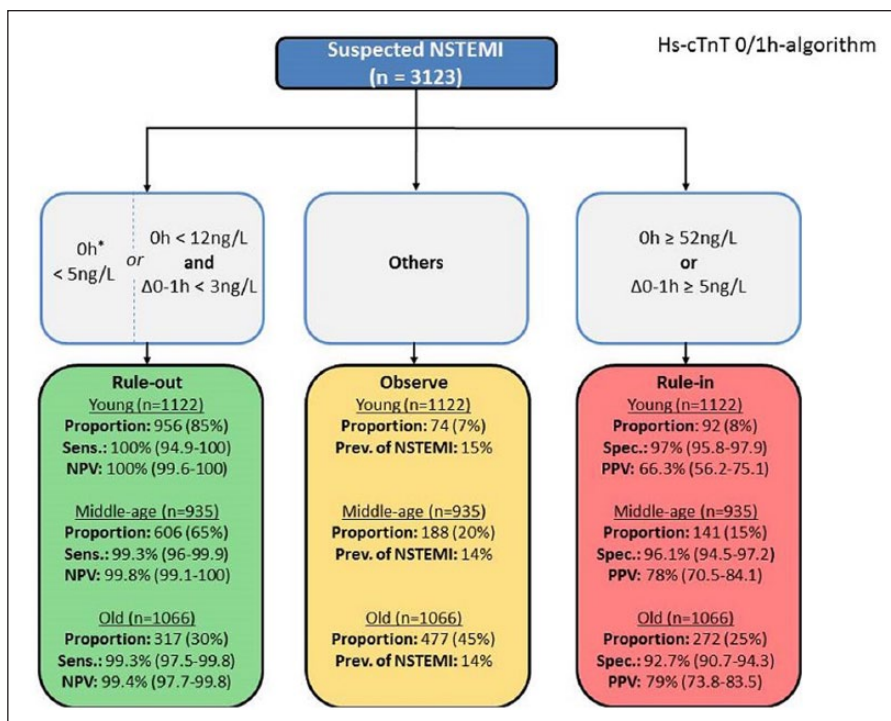 Suspected NSTEMI
(n = 3123)
Hs-cTnT 0/1h-algorithm
0h*
< 5ng/L
or
0h < 12ng/L
and
Δ0-1h < 3ng/L
Others
0h ≥ 52ng/L
or
Δ0-1h ≥ 5ng/L
Rule-out
Young (n=1122)
Proportion: 956 (85%)
Sens.: 100% (94.9-100)
NPV: 100% (99.6-100)
Middle-age (n=935)
Proportion: 606 (65%)
Sens.: 99.3% (96-99.9)
NPV: 99.8% (99.1-100)
Old (n=1066)
Proportion: 317 (30%)
Sens.: 99.3% (97.5-99.8)
NPV: 99.4% (97.7-99.8)
Observe
Young (n=1122)
Proportion: 74 (7%)
Prev. of NSTEMI: 15%
Middle-age (n=935)
Proportion: 188 (20%)
Prev. of NSTEMI: 14%
Old (n=1066)
Proportion: 477 (45%)
Prev. of NSTEMI: 14%
Rule-in
Young (n=1122)
Proportion: 92 (8%)
Spec.: 97% (95.8-97.9)
PPV: 66.3% (56.2-75.1)
Middle-age (n=935)
Proportion: 141 (15%)
Spec.: 96.1% (94.5-97.2)
PPV: 78% (70.5-84.1)
Old (n=1066)
Proportion: 272 (25%)
Spec.: 92.7% (90.7-94.3)
PPV: 79% (73.8-83.5)